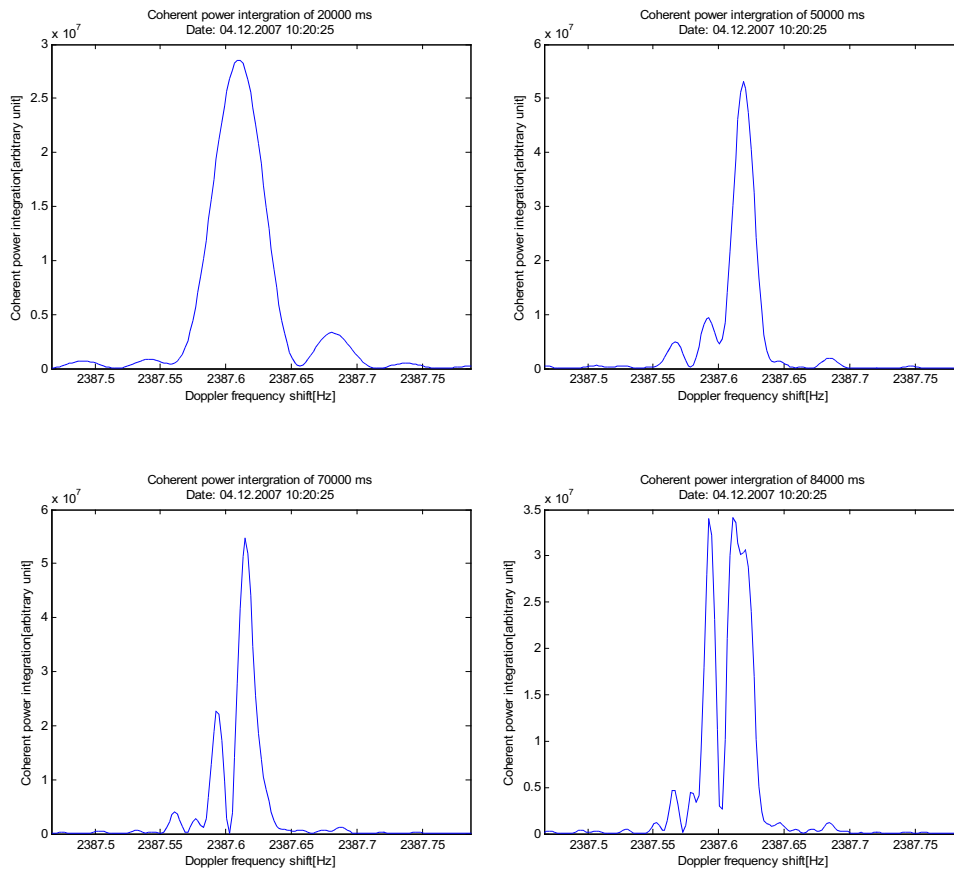 Coherent power intergration of 20000 ms
Date: 04.12.2007 10:20:25
x 10^7
3
2.5
2
1.5
1
0.5
0
Coherent power integration[arbitrary unit]
2387.5 2387.55 2387.6 2387.65 2387.7 2387.75
Doppler frequency shift[Hz]
Coherent power intergration of 50000 ms
Date: 04.12.2007 10:20:25
x 10^7
6
5
4
3
2
1
0
Coherent power integration[arbitrary unit]
2387.5 2387.55 2387.6 2387.65 2387.7 2387.75
Doppler frequency shift[Hz]
Coherent power intergration of 70000 ms
Date: 04.12.2007 10:20:25
x 10^7
6
5
4
3
2
1
0
Coherent power integration[arbitrary unit]
2387.5 2387.55 2387.6 2387.65 2387.7 2387.75
Doppler frequency shift[Hz]
Coherent power intergration of 84000 ms
Date: 04.12.2007 10:20:25
x 10^7
3.5
3
2.5
2
1.5
1
0.5
0
Coherent power integration[arbitrary unit]
2387.5 2387.55 2387.6 2387.65 2387.7 2387.75
Doppler frequency shift[Hz]